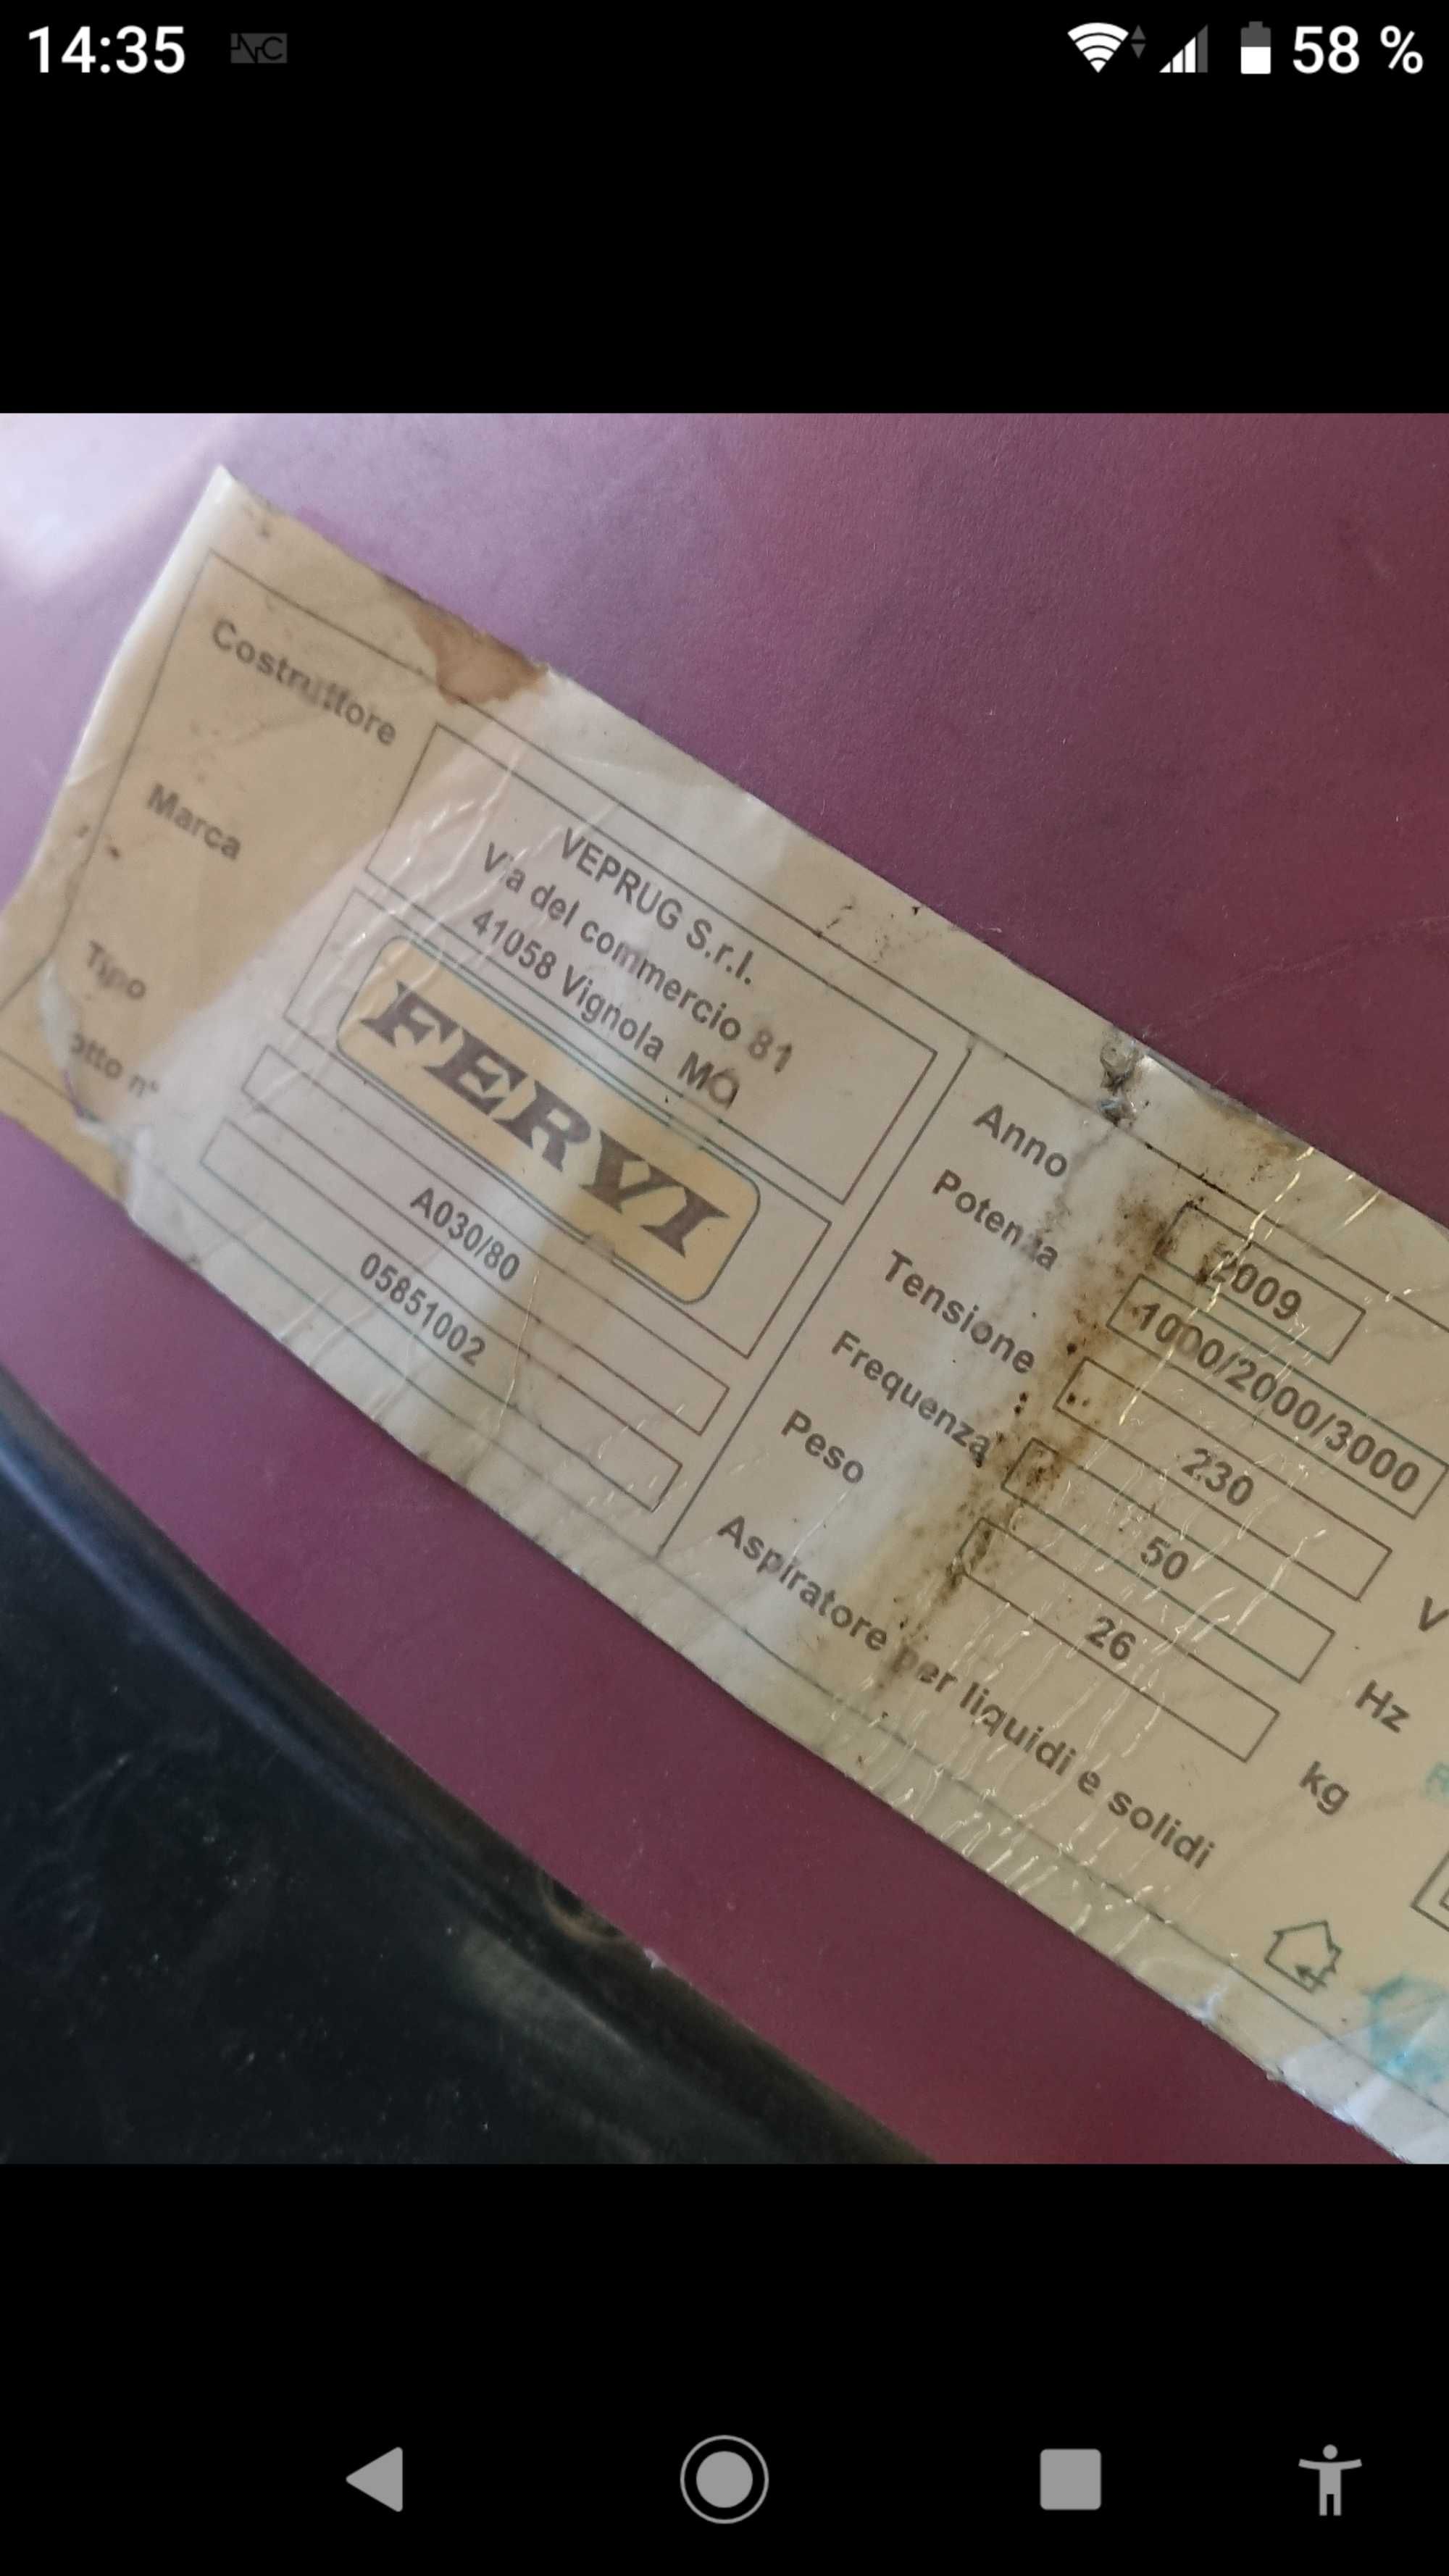 14:35
58 %
Costruttore
VEPRUG S.r.l.
Via del commercio 81
41058 Vignola MO
Marca
FERVI
Tipo
A030/80
otto n°
05851002
Anno
2009
Potenza
1000/2000/3000
Tensione
230
V
Frequenza
50
Hz
Peso
26
kg
Aspiratore per liquidi e solidi